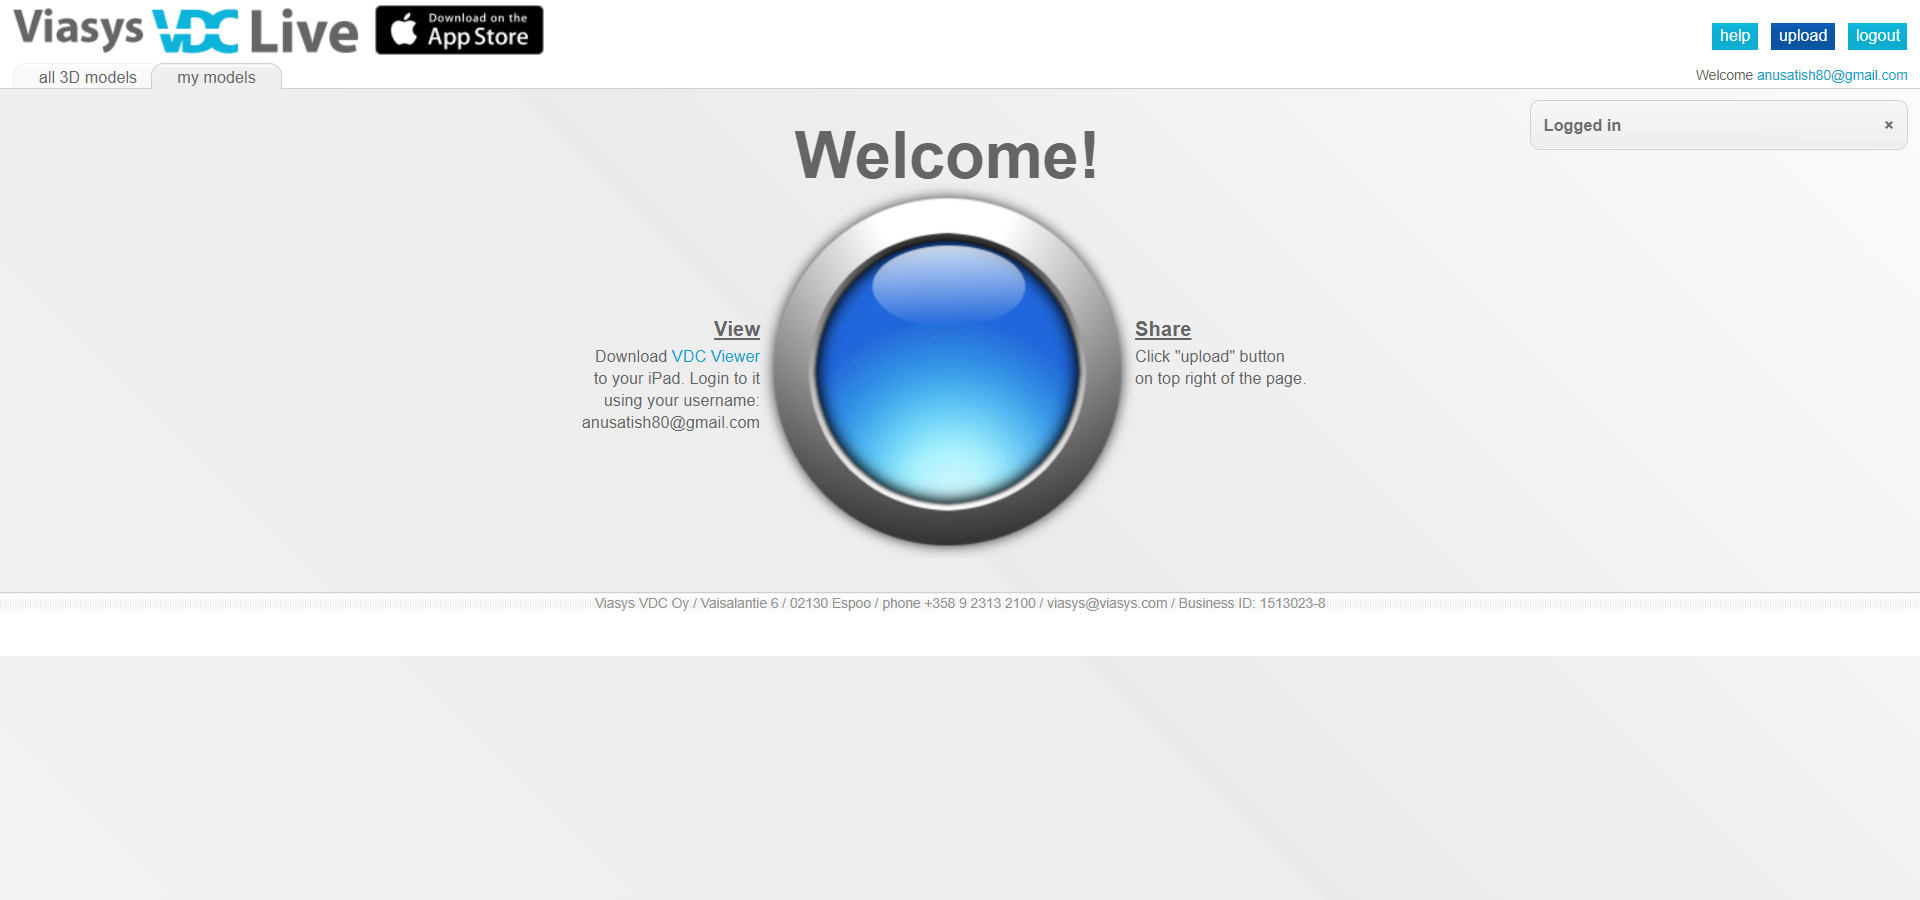 Viasys VDC Live
Download on the
App Store
help
upload
logout
all 3D models
my models
Welcome anusatish80@gmail.com
Logged in
×
Welcome!
View
Download VDC Viewer
to your iPad. Login to it
using your username:
anusatish80@gmail.com
Share
Click "upload" button
on top right of the page.
Viasys VDC Oy / Vaisalantie 6 / 02130 Espoo / phone +358 9 2313 2100 / viasys@viasys.com / Business ID: 1513023-8